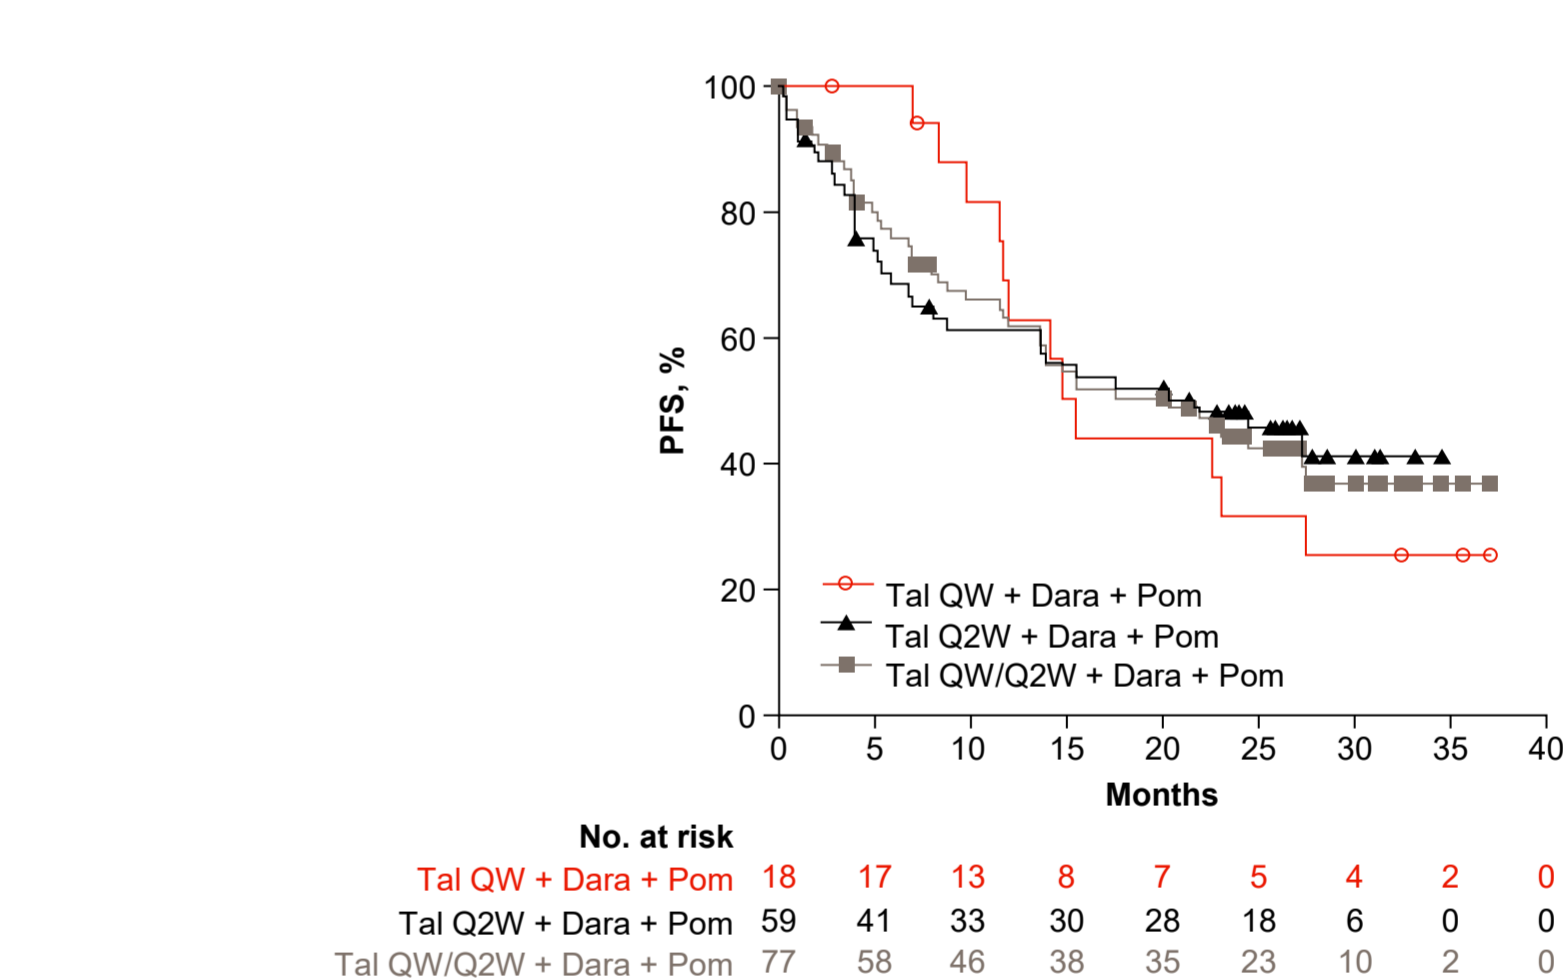 100
80
60
40
20
0
PFS, %
Tal QW + Dara + Pom
Tal Q2W + Dara + Pom
Tal QW/Q2W + Dara + Pom
0 5 10 15 20 25 30 35 40
Months
No. at risk
Tal QW + Dara + Pom 18 17 13 8 7 5 4 2 0
Tal Q2W + Dara + Pom 59 41 33 30 28 18 6 0 0
Tal QW/Q2W + Dara + Pom 77 58 46 38 35 23 10 2 0